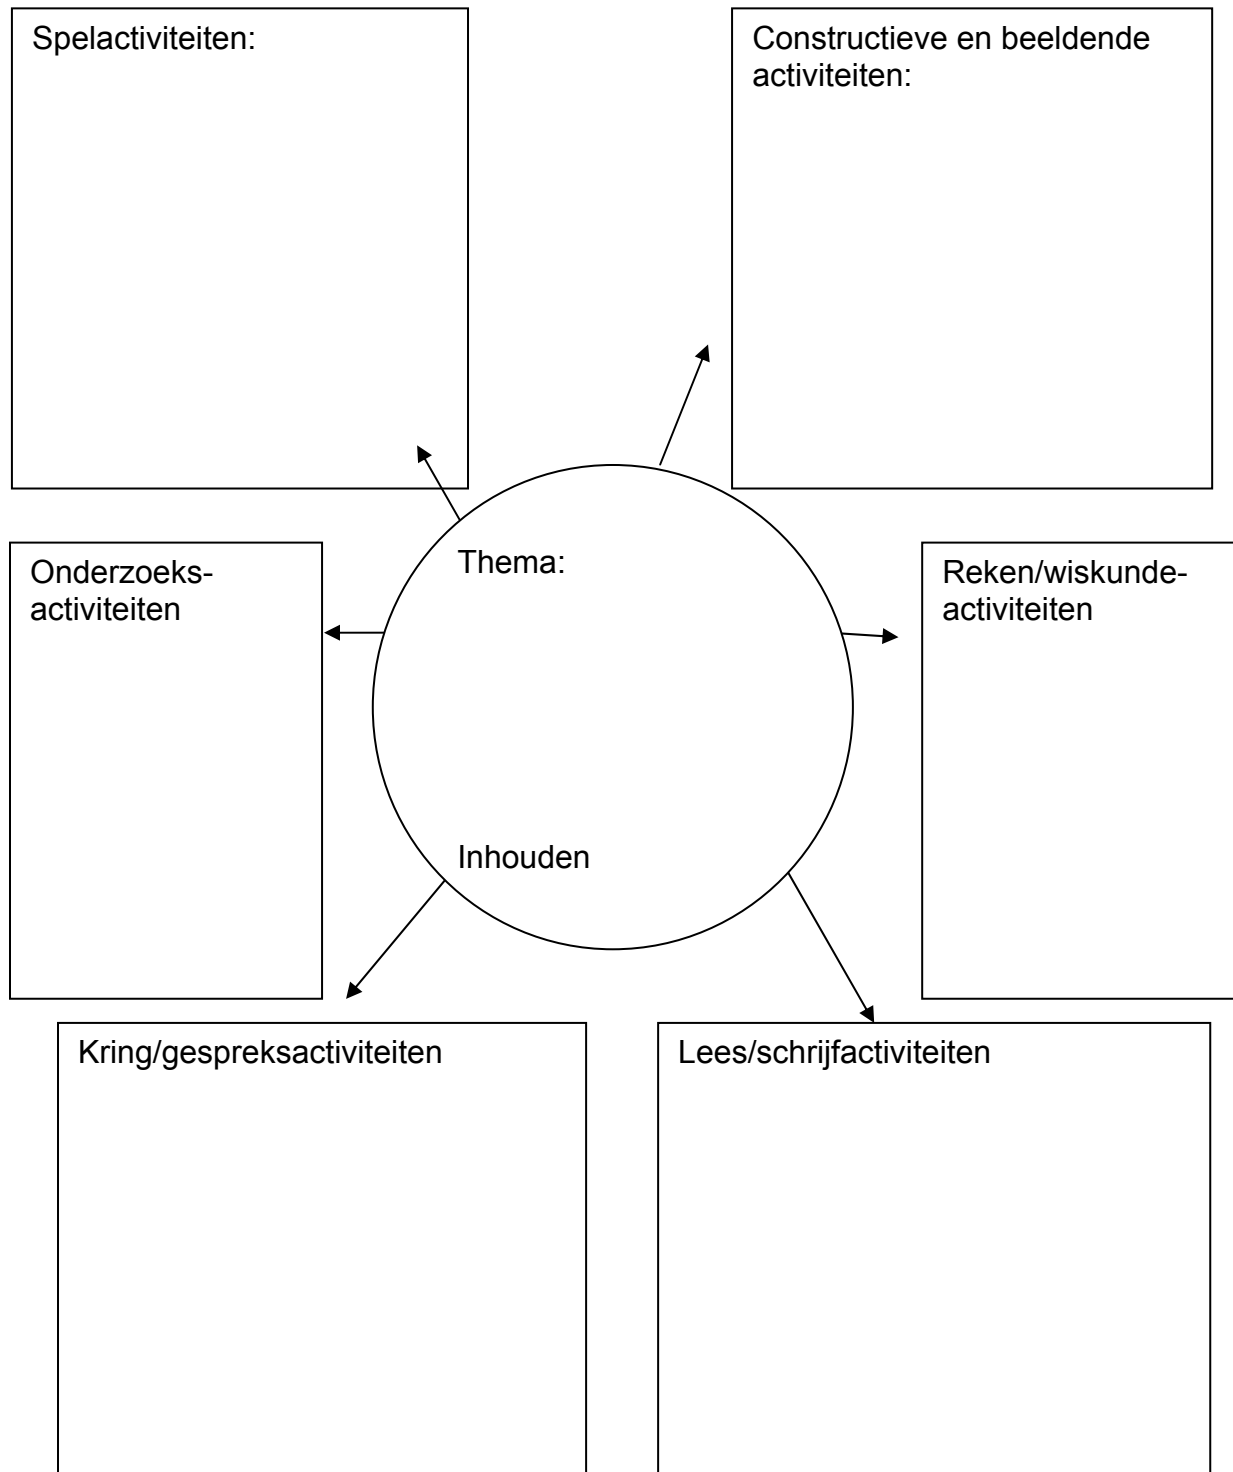 Spelactiviteiten:
Constructieve en beeldende
activiteiten:
Thema:
Onderzoeks-
activiteiten
Reken/wiskunde-
activiteiten
Inhouden
Kring/gespreksactiviteiten
Lees/schrijfactiviteiten